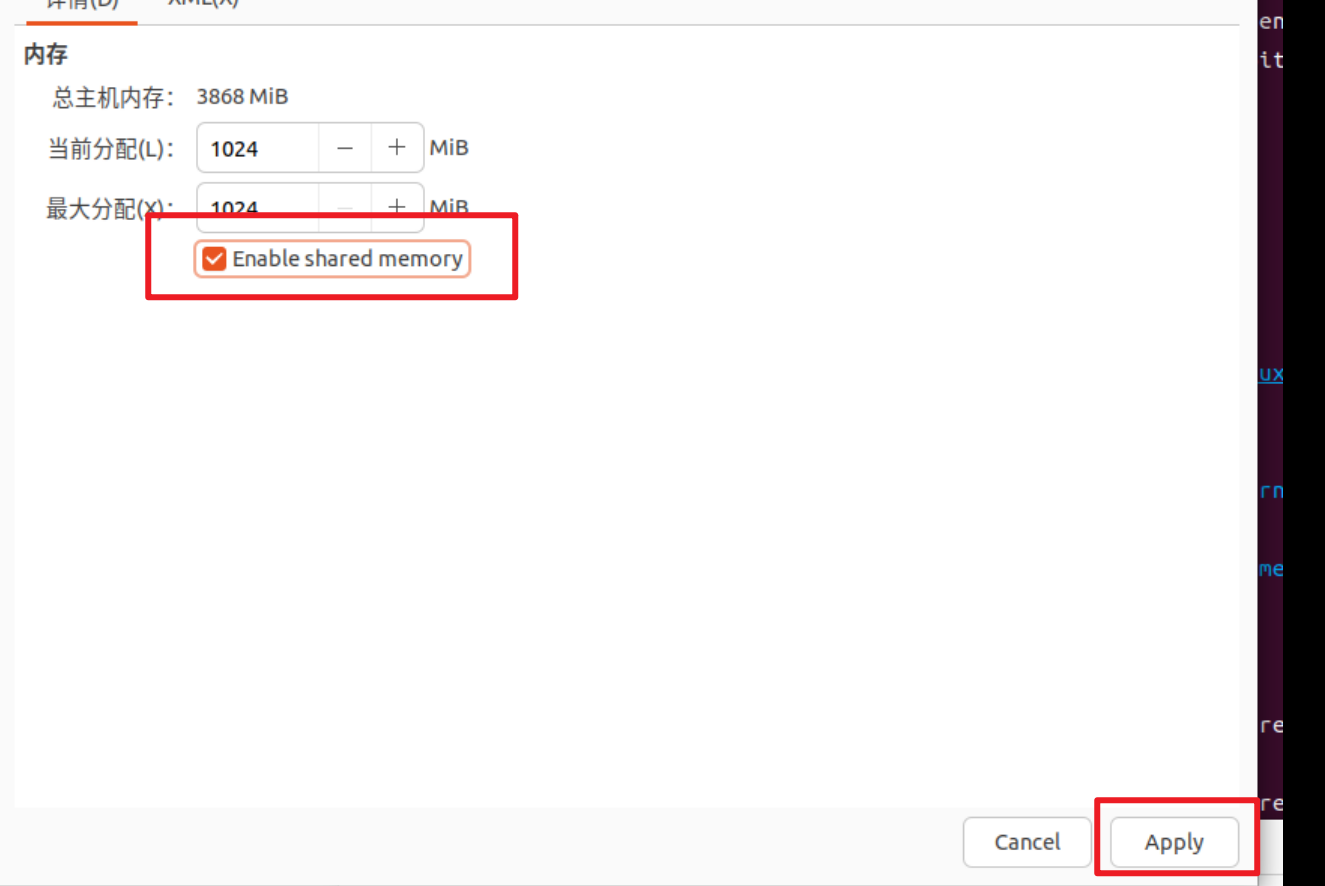 详情(D) XML(X)
内存
总主机内存: 3868 MiB
当前分配(L): 1024 — + MiB
最大分配(X): 1024 — + MiB
Enable shared memory
Cancel Apply
en
it
ux
rn
me
re
re